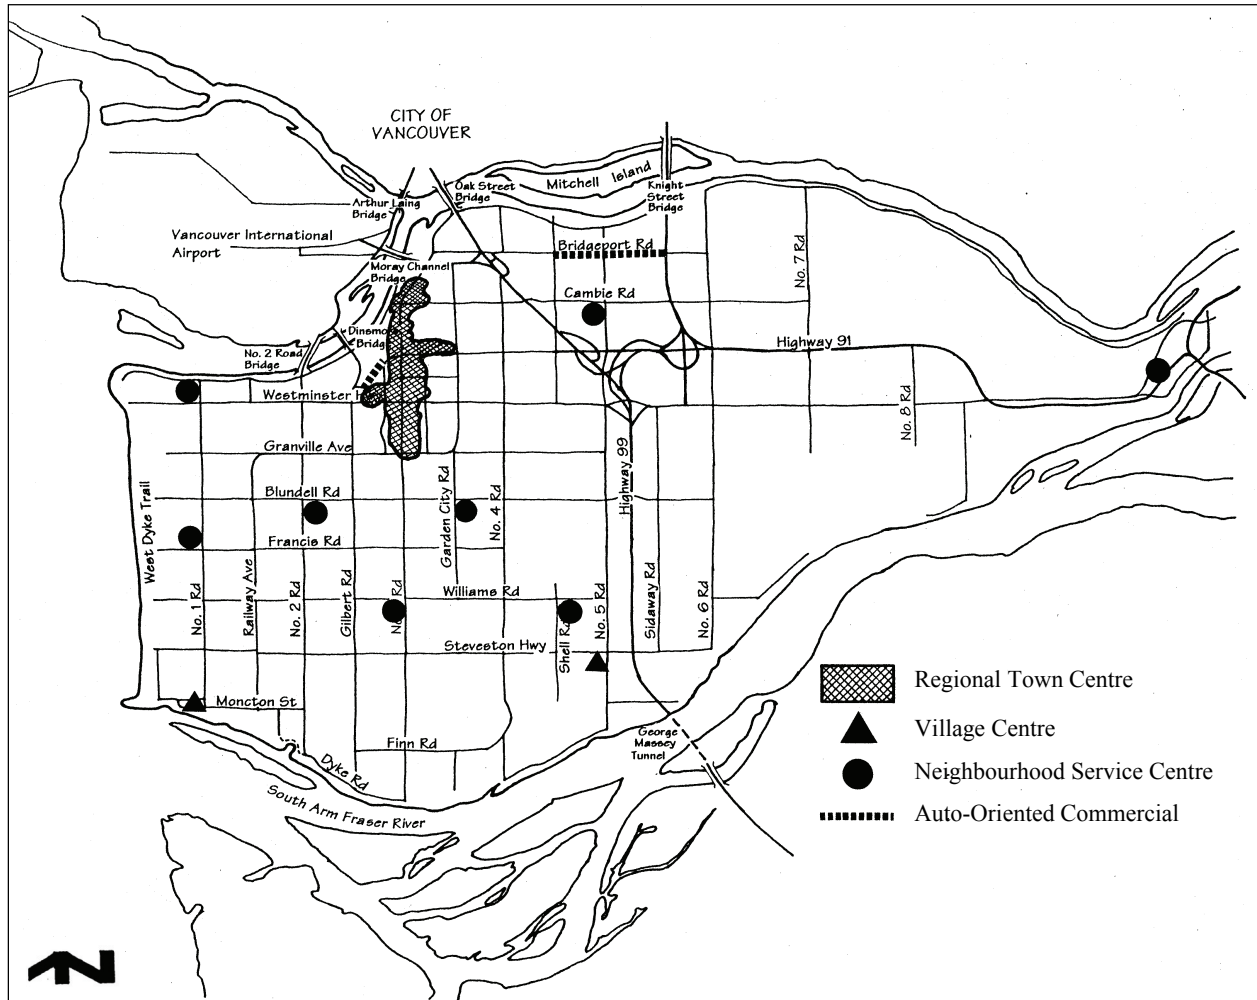 CITY OF
VANCOUVER
Mitchell Island
Oak Street
Bridge
Knight
Street
Bridge
Arthur Laing
Bridge
Vancouver International
Airport
Bridgeport Rd
No. 7 Rd
Moray Channel
Bridge
Cambie Rd
Dinsmore
Bridge
No. 2 Road
Bridge
Highway 91
Westminster H
No. 8 Rd
Granville Ave
Highway 99
Garden City Rd
No. 4 Rd
Blundell Rd
West Dyke Trail
Francis Rd
Williams Rd
No. 1 Rd
Railway Ave
No. 2 Rd
Gilbert Rd
Rd
Shell Rd
No. 5 Rd
Sidaway Rd
No. 6 Rd
Steveston Hwy
Moncton St
Finn Rd
Dyke Rd
South Arm Fraser River
George
Massey
Tunnel
Regional Town Centre
Village Centre
Neighbourhood Service Centre
Auto-Oriented Commercial
N